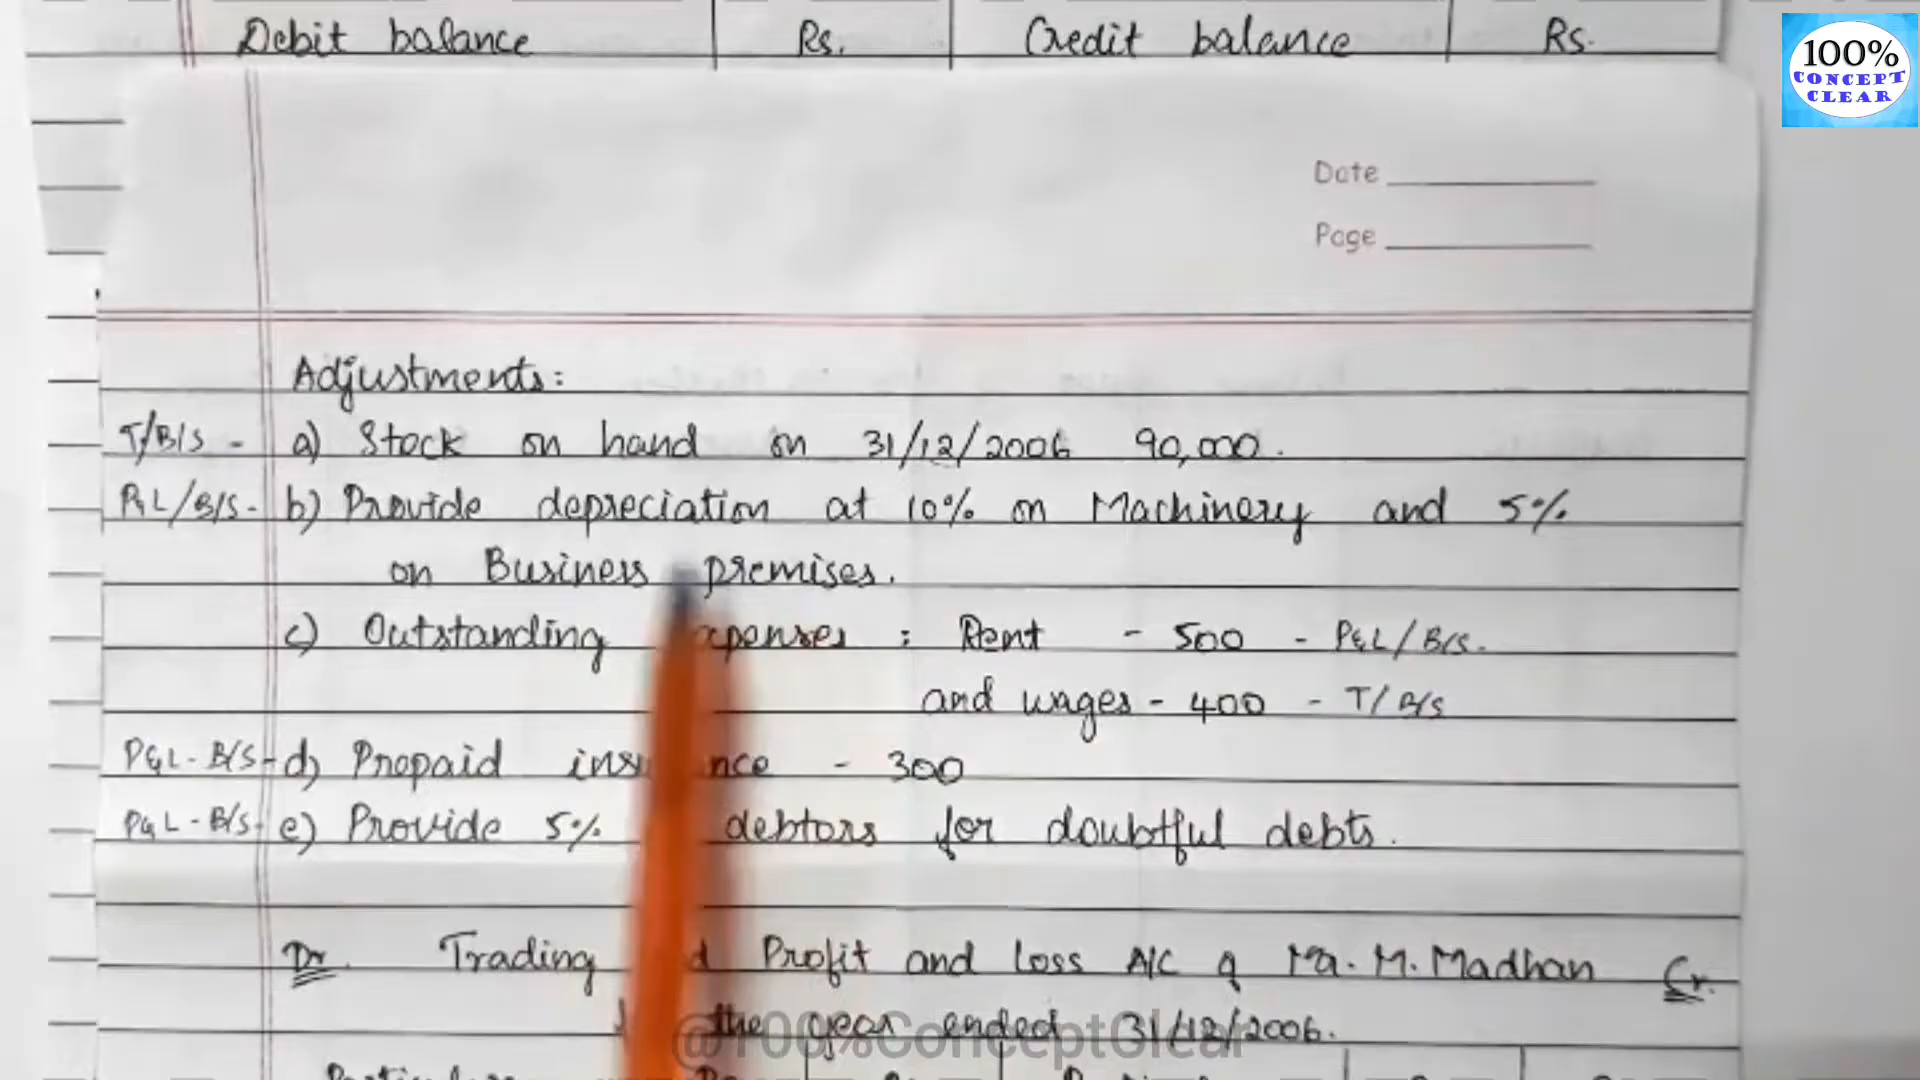 Debit balance Rs. Credit balance Rs.
100%
CONCEPT
CLEAR
Date
Page
Adjustments:
T/B/S - a) Stock on hand on 31/12/2006 90,000.
P&L/B/S - b) Provide depreciation at 10% on Machinery and 5%
on Business premises.
c) Outstanding : Rent - 500 - P&L/B/S.
and wages - 400 - T/B/S
P&L - B/S - d) Prepaid - 300
P&L - B/S - e) Provide 5% debtors for doubtful debts.
Dr. Trading Profit and Loss A/C of Mr. M. Madhan Cr.
the year ended 31/12/2006.
@100%ConceptClear